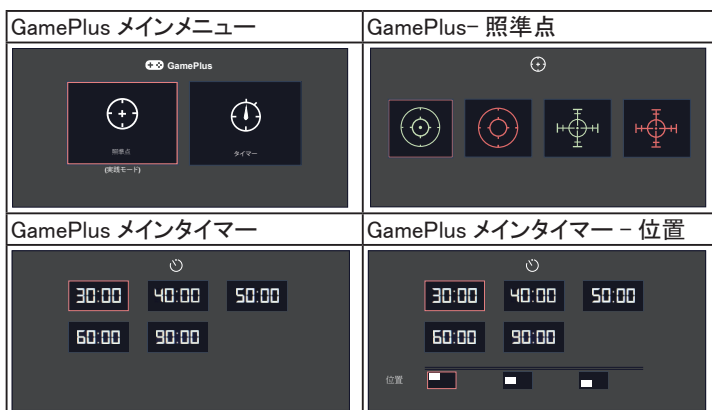 GamePlus メインメニュー
GamePlus- 照準点
GamePlus
照準点
タイマー
(実践モード)
GamePlus メインタイマー
GamePlus メインタイマー - 位置
30:00 40:00 50:00
60:00 90:00
30:00 40:00 50:00
60:00 90:00
位置